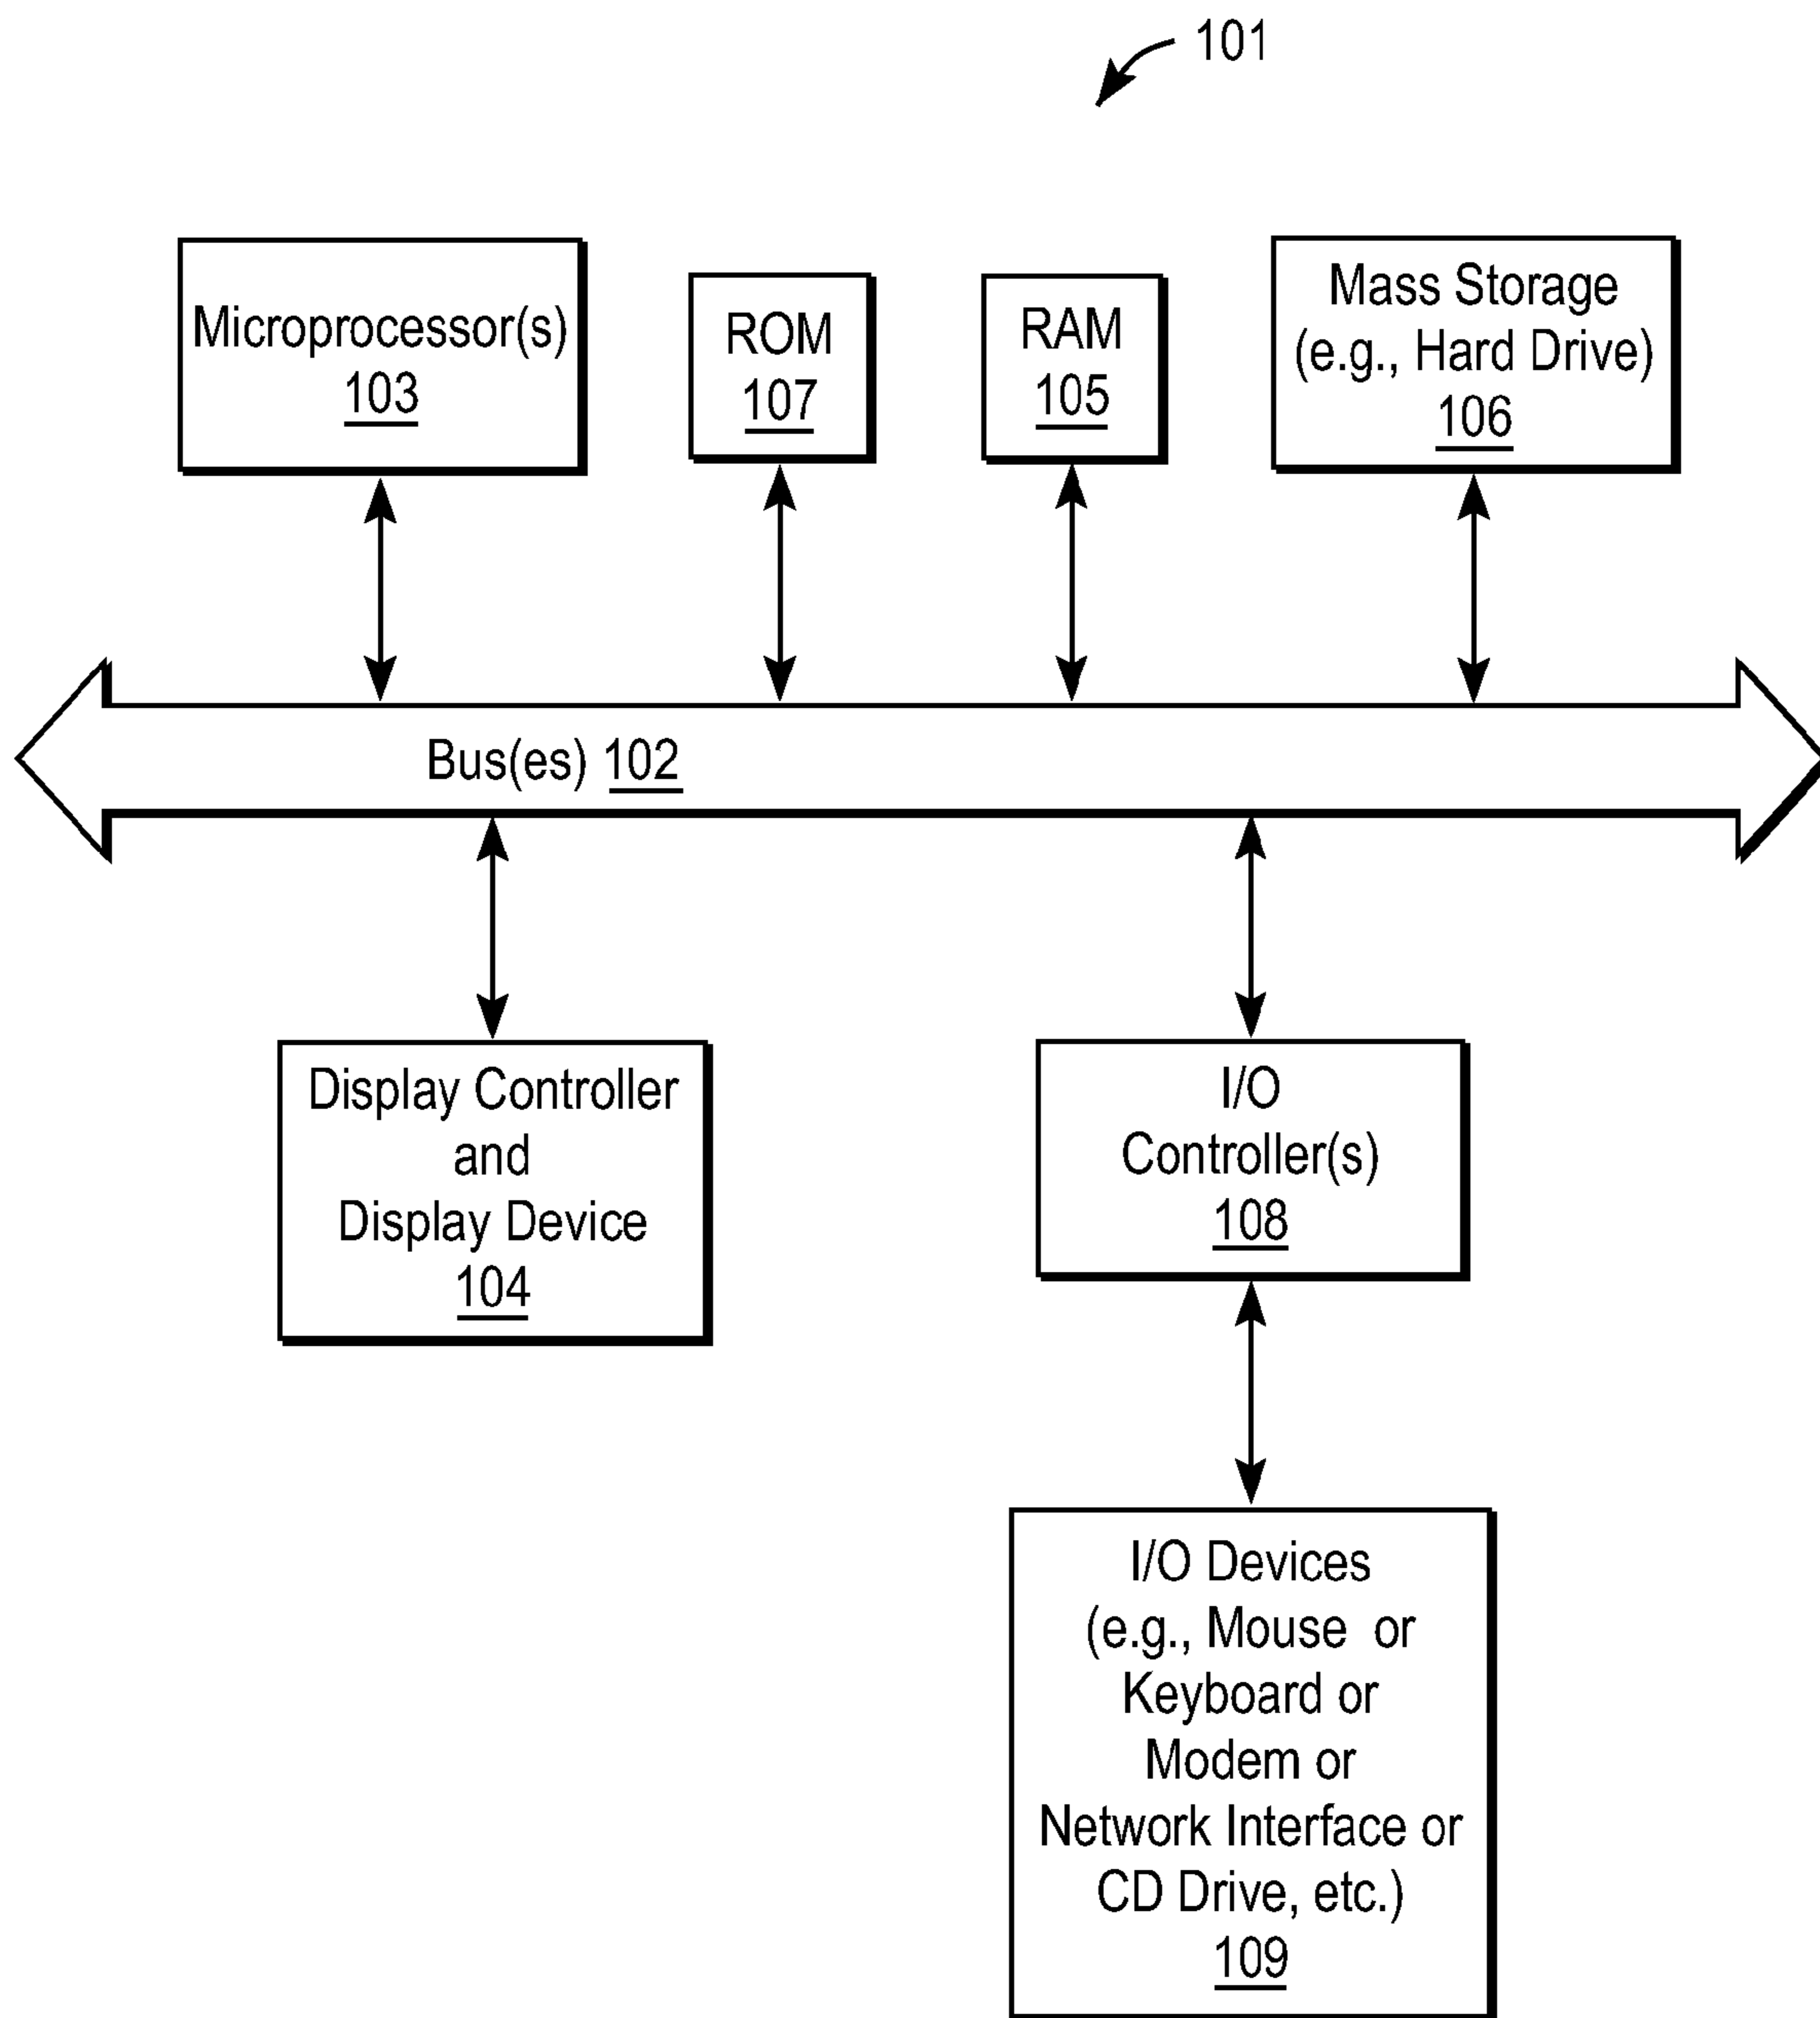 101
Microprocessor(s)
103
ROM
107
RAM
105
Mass Storage
(e.g., Hard Drive)
106
Bus(es) 102
Display Controller
and
Display Device
104
I/O
Controller(s)
108
I/O Devices
(e.g., Mouse or
Keyboard or
Modem or
Network Interface or
CD Drive, etc.)
109